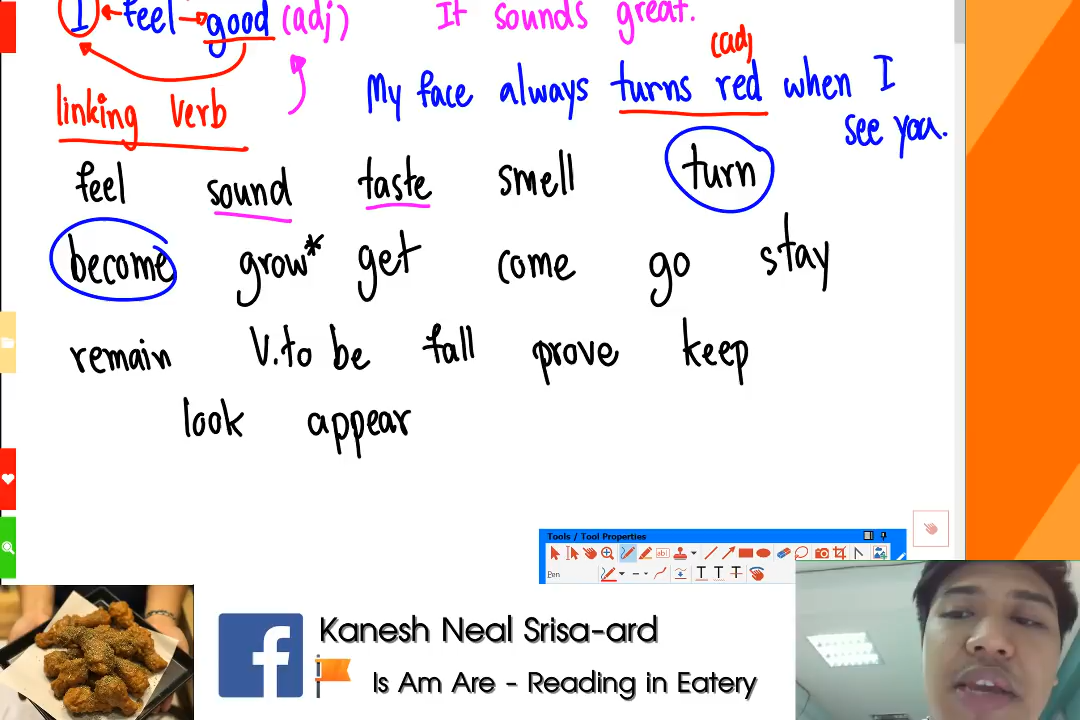 I feel good (adj) It sounds great.
(adj
My face always turns red when I
see you.
linking verb
feel sound taste smell turn
become grow* get come go stay
remain V.to be fall prove keep
look appear
Tools / Tool Properties
Pen
Kanesh Neal Srisa-ard
Is Am Are - Reading in Eatery